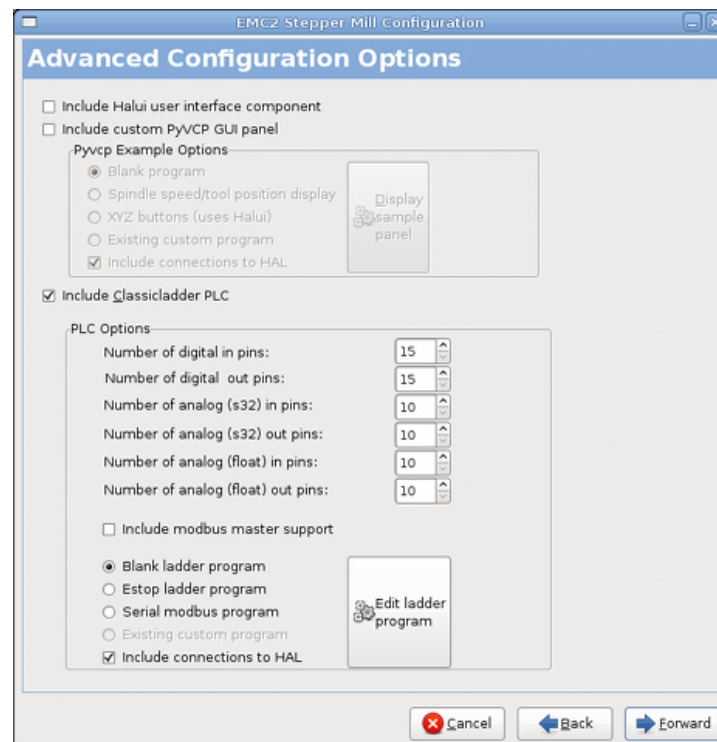 EMC2 Stepper Mill Configuration
Advanced Configuration Options
Include Halui user interface component
Include custom PyVCP GUI panel
Pyvcp Example Options
Blank program
Spindle speed/tool position display
XYZ buttons (uses Halui)
Existing custom program
Include connections to HAL
Display
sample
panel
Include Classicladder PLC
PLC Options
Number of digital in pins: 15
Number of digital out pins: 15
Number of analog (s32) in pins: 10
Number of analog (s32) out pins: 10
Number of analog (float) in pins: 10
Number of analog (float) out pins: 10
Include modbus master support
Blank ladder program
Estop ladder program
Serial modbus program
Existing custom program
Include connections to HAL
Edit ladder
program
Cancel Back Forward